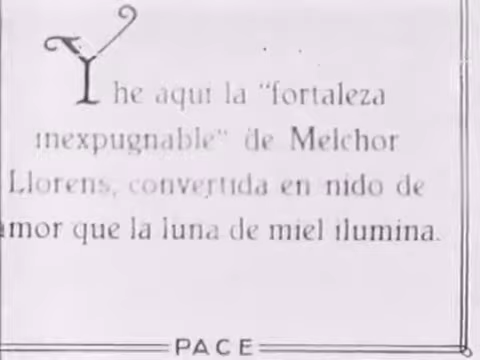 Y he aquí la "fortaleza
inexpugnable" de Melchor
Llorens, convertida en nido de
amor que la luna de miel ilumina.
PACE